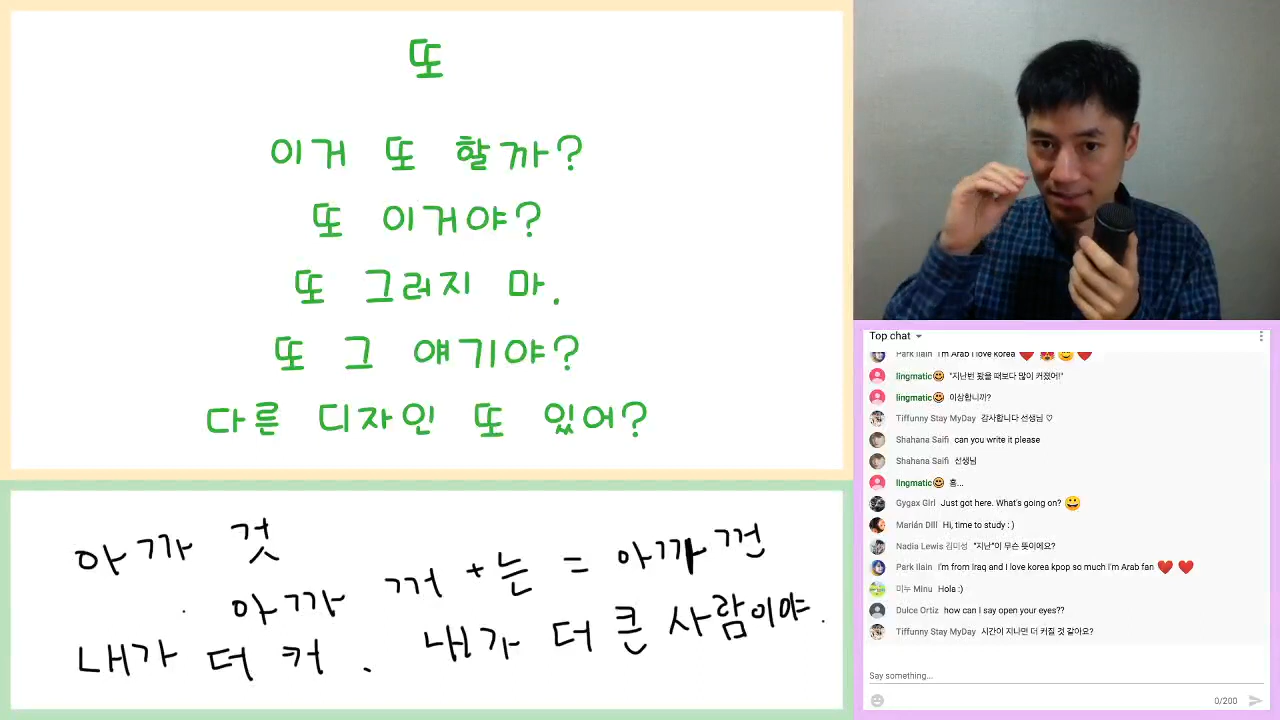 또
이거 또 할까?
또 이거야?
또 그러지 마.
또 그 얘기야?
다른 디자인 또 있어?
아까 것
아까 꺼 + 는 = 아까껀
내가 더 커. 내가 더 큰 사람이야.
Top chat
Park Ilain I'm Arab I love korea ❤️ 😍 😊 ❤️
lingmatic "지난번 봤을 때보다 많이 커졌어!"
lingmatic 이상합니까?
Tiffunny Stay MyDay 감사합니다 선생님 ♡
Shahana Saifi can you write it please
Shahana Saifi 선생님
lingmatic 흠...
Gygax Girl Just got here. What's going on? 😀
Marián Dill Hi, time to study : )
Nadia Lewis 김미성 "지난"이 무슨 뜻이에요?
Park Ilain I'm from Iraq and I love korea kpop so much I'm Arab fan ❤️ ❤️
미누 Minu Hola :)
Dulce Ortiz how can I say open your eyes??
Tiffunny Stay MyDay 시간이 지나면 더 커질 것 같아요?
Say something...
0/200